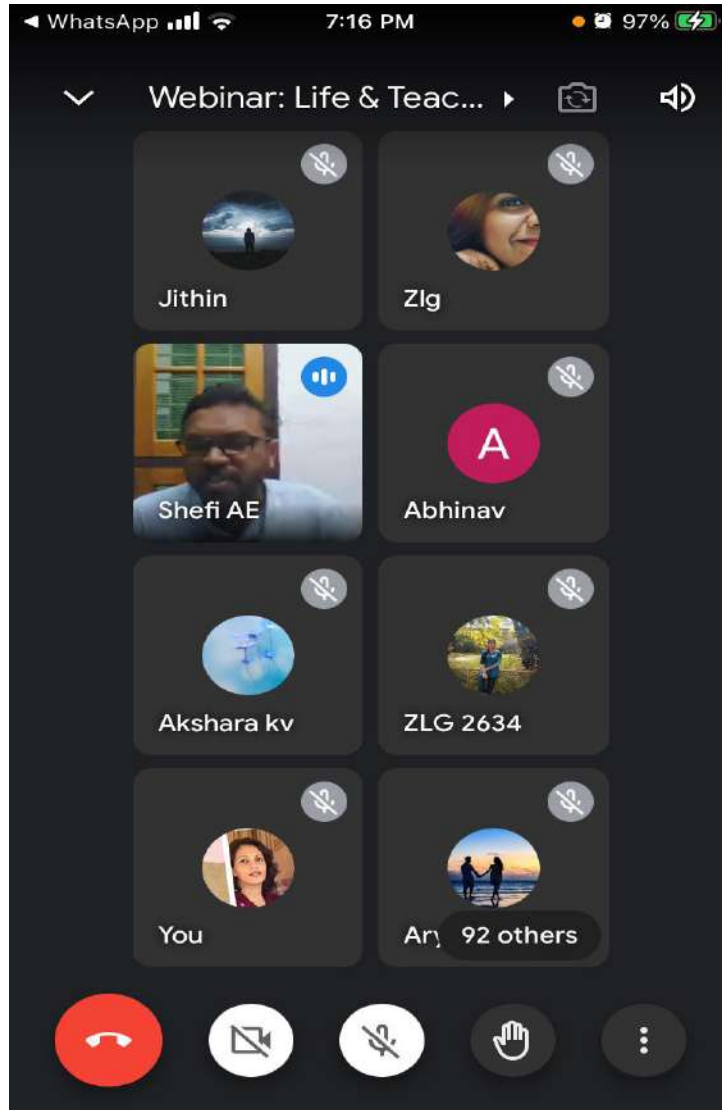 WhatsApp 7:16 PM 97%
Webinar: Life & Teac...
Jithin Zlg
Shefi AE A Abhinav
Akshara kv ZLG 2634
You Ary 92 others